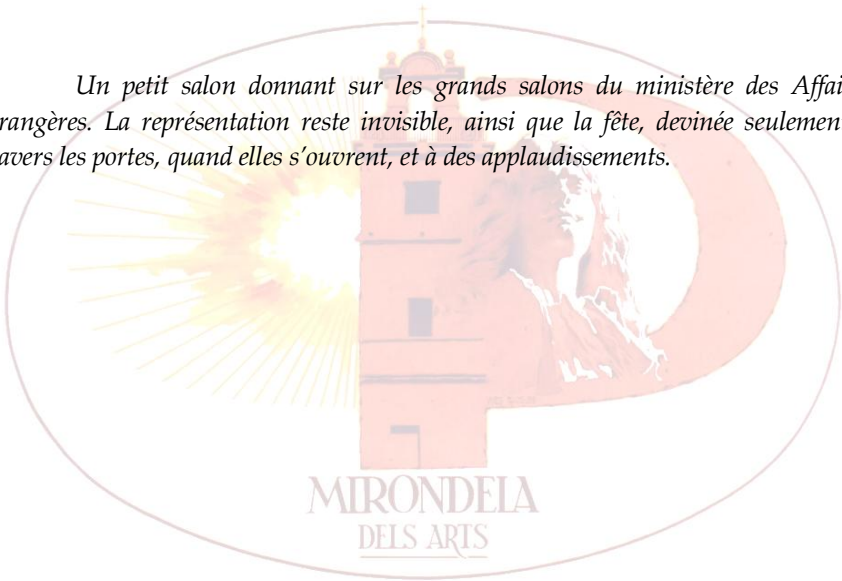 Un petit salon donnant sur les grands salons du ministère des Affai
rangères. La représentation reste invisible, ainsi que la fête, devinée seulemen
avers les portes, quand elles s’ouvrent, et à des applaudissements.
MIRONDELA
DELS ARTS